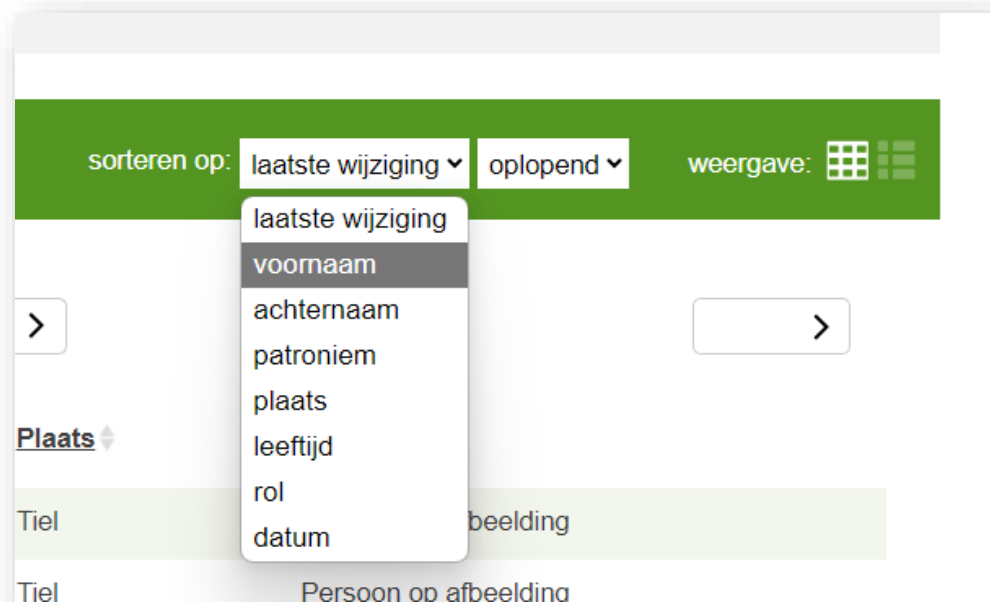 sorteren op: laatste wijziging oplopend weergave:
laatste wijziging
voornaam
achternaam
patroniem
plaats
leeftijd
rol
datum
Plaats
Tiel beelding
Tiel Persoon op afbeelding